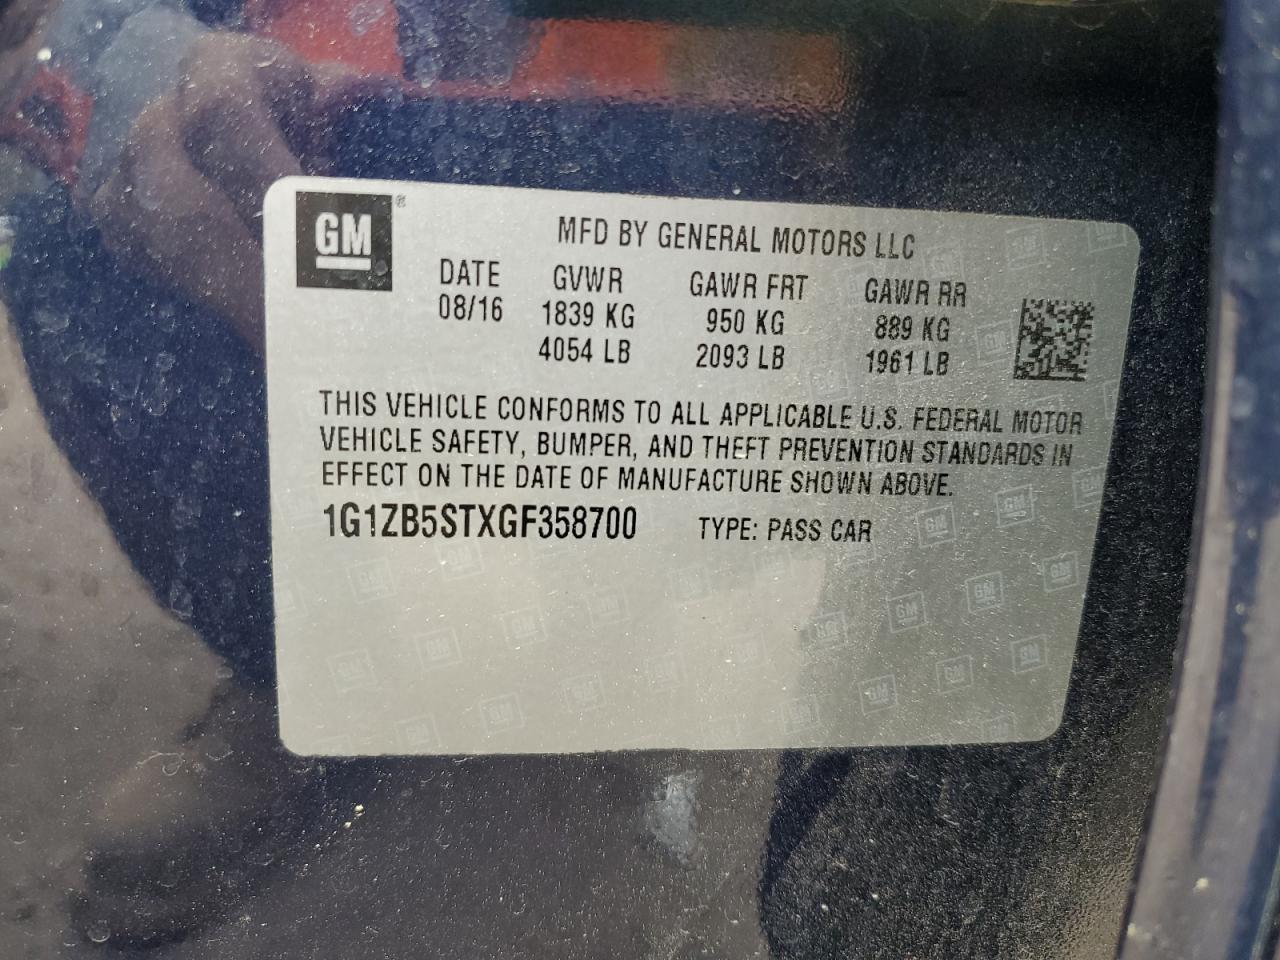 GM ®
MFD BY GENERAL MOTORS LLC
DATE GVWR GAWR FRT GAWR RR
08/16 1839 KG 950 KG 889 KG
4054 LB 2093 LB 1961 LB
THIS VEHICLE CONFORMS TO ALL APPLICABLE U.S. FEDERAL MOTOR
VEHICLE SAFETY, BUMPER, AND THEFT PREVENTION STANDARDS IN
EFFECT ON THE DATE OF MANUFACTURE SHOWN ABOVE.
1G1ZB5STXGF358700 TYPE: PASS CAR